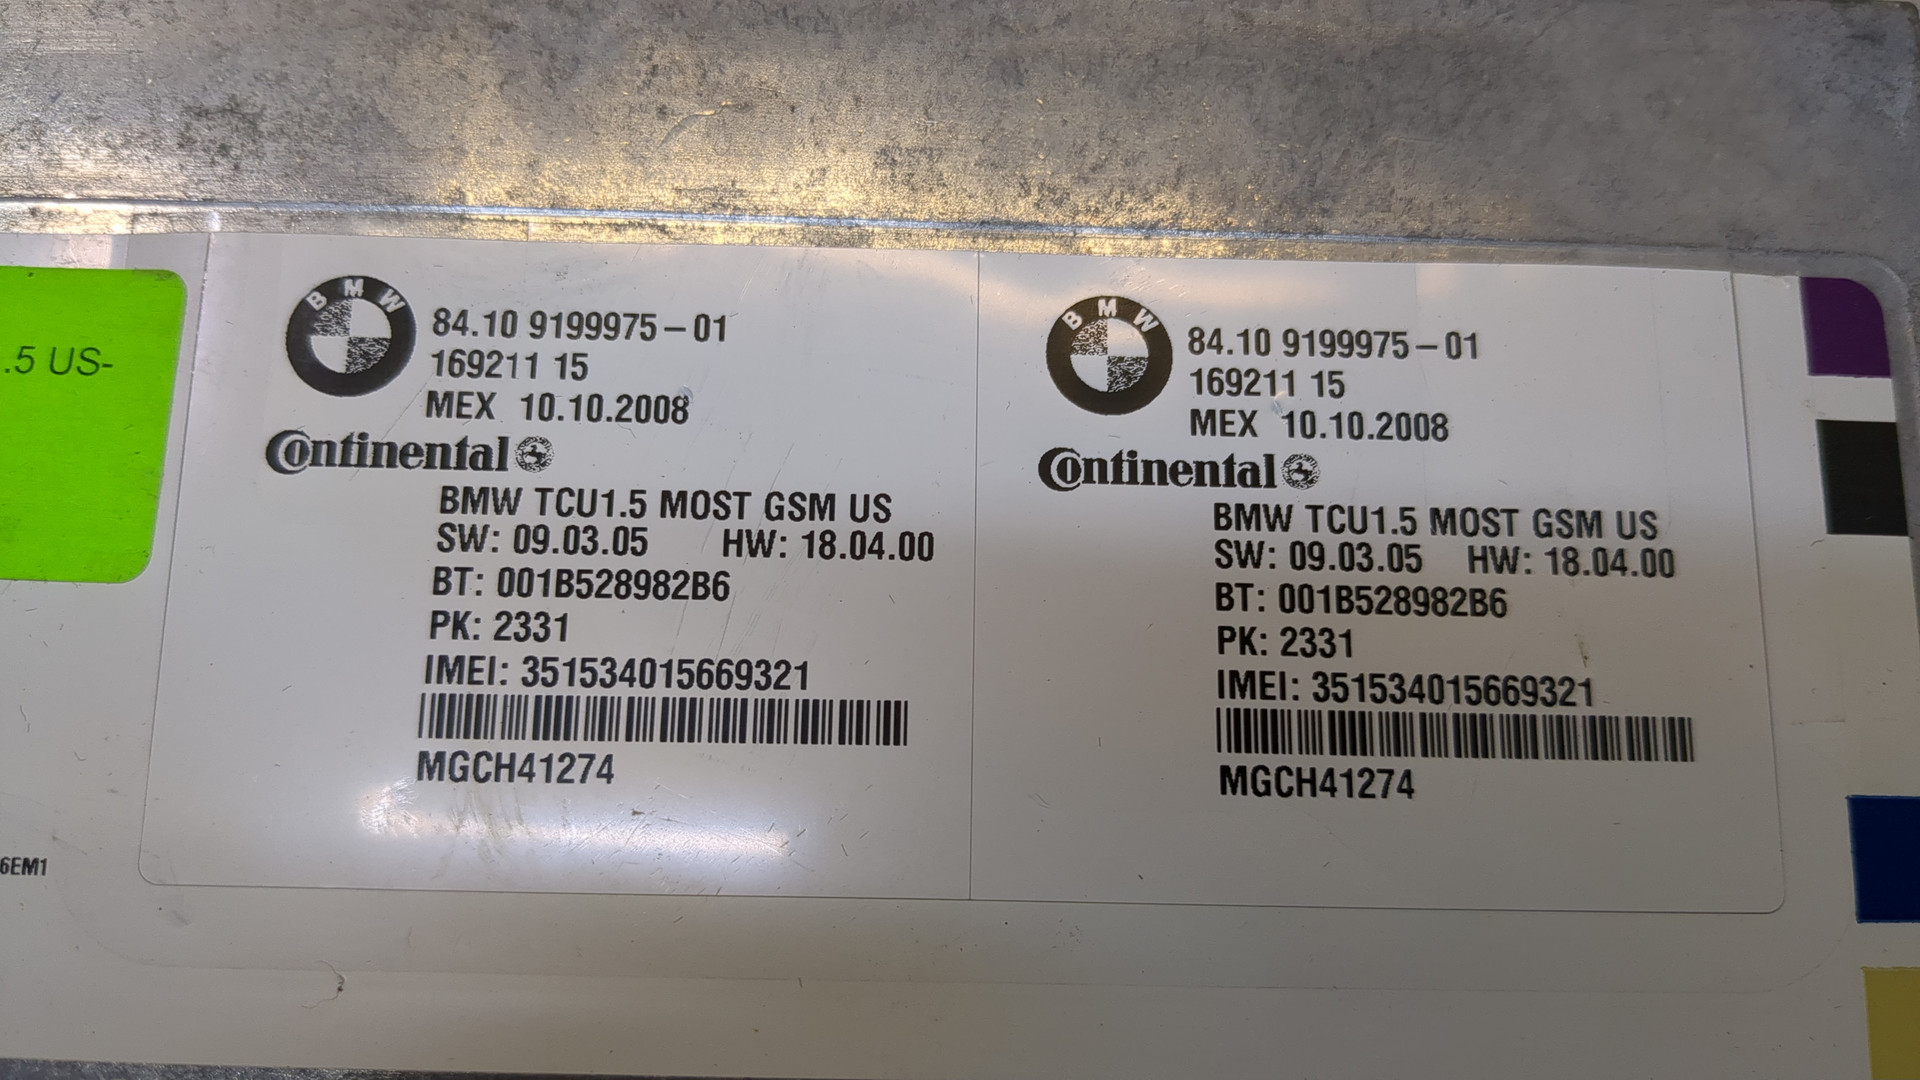 .5 US-
6EM1
BMW
84.10 9199975-01
169211 15
MEX 10.10.2008
Continental
BMW TCU1.5 MOST GSM US
SW: 09.03.05 HW: 18.04.00
BT: 001B528982B6
PK: 2331
IMEI: 351534015669321
MGCH41274
BMW
84.10 9199975-01
169211 15
MEX 10.10.2008
Continental
BMW TCU1.5 MOST GSM US
SW: 09.03.05 HW: 18.04.00
BT: 001B528982B6
PK: 2331
IMEI: 351534015669321
MGCH41274